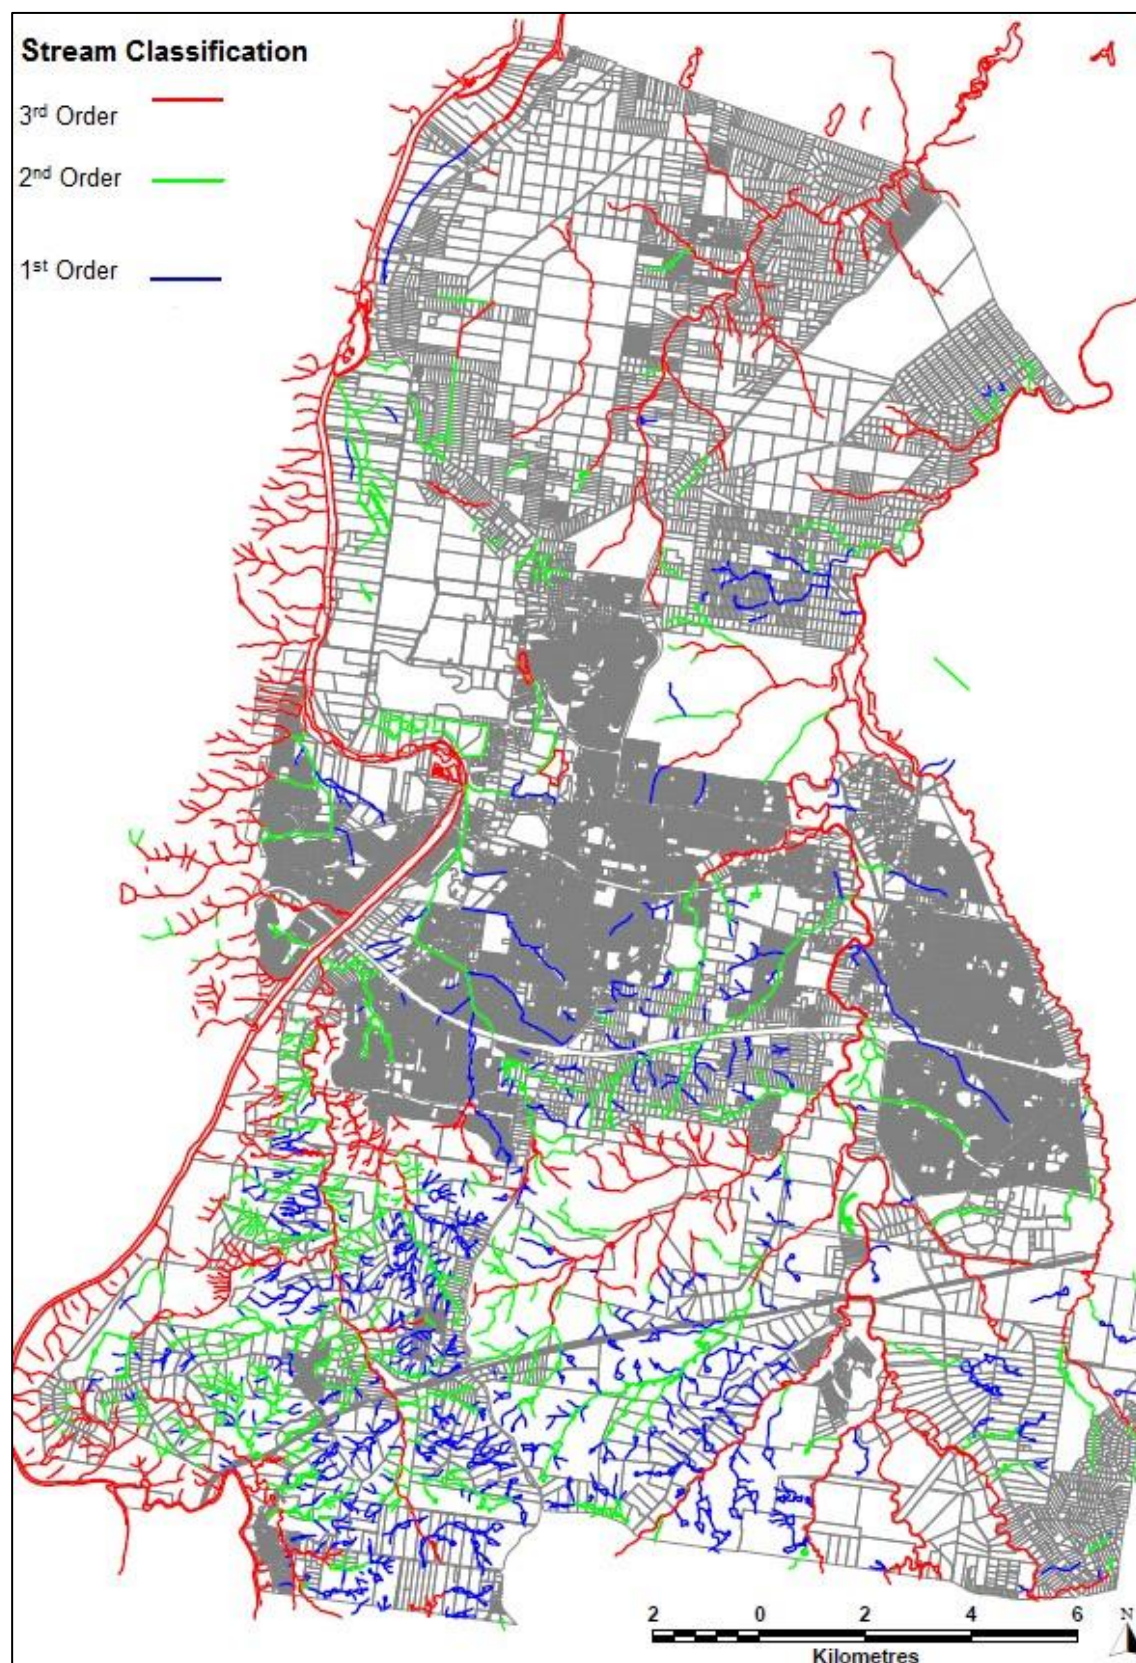 Stream Classification
3rd Order
2nd Order
1st Order
2 0 2 4 6
Kilometres
N